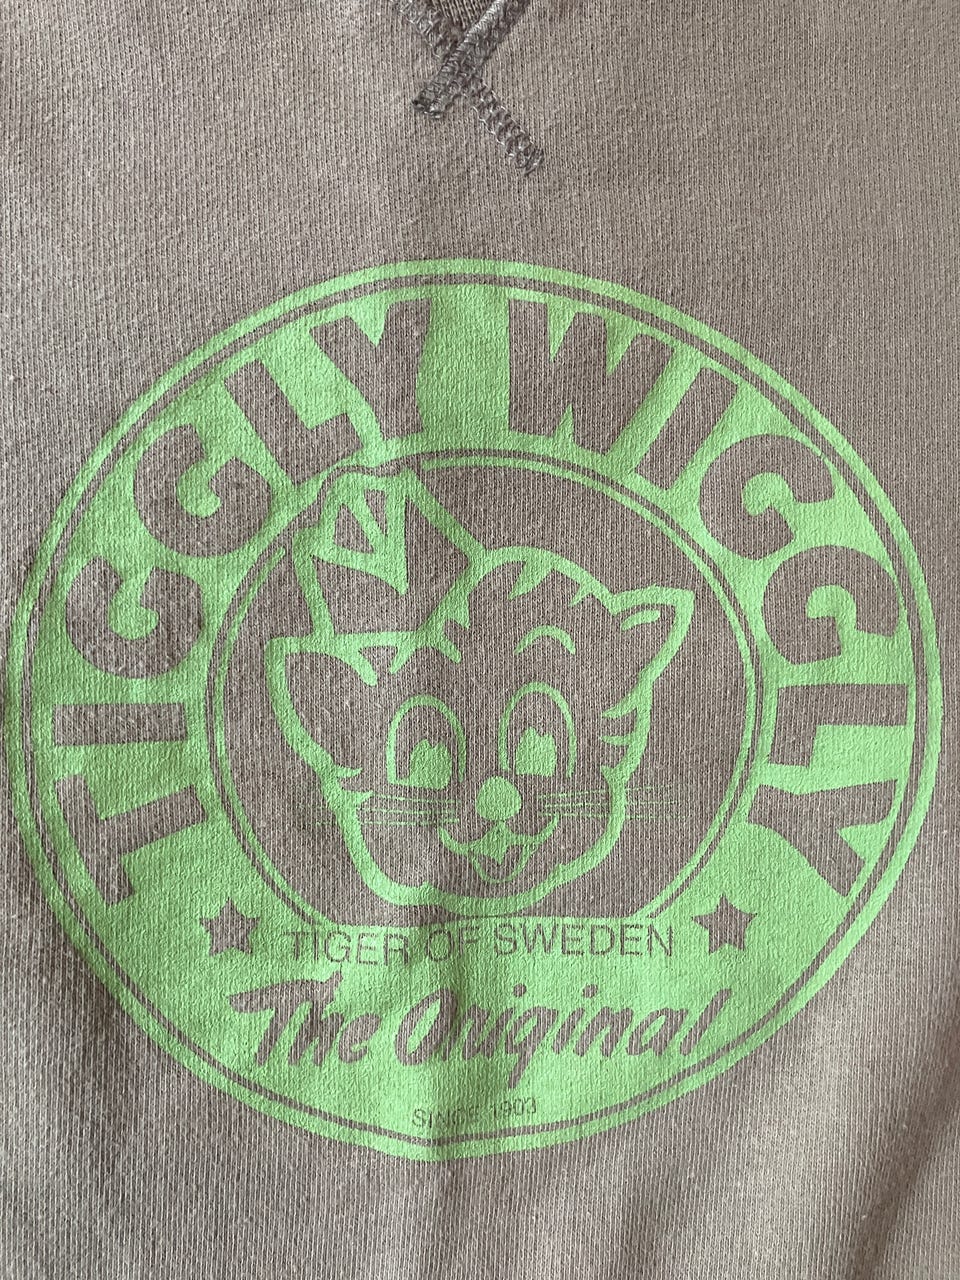 TIGGLY WIGGLY
TIGER OF SWEDEN
The Original
SINCE 1903